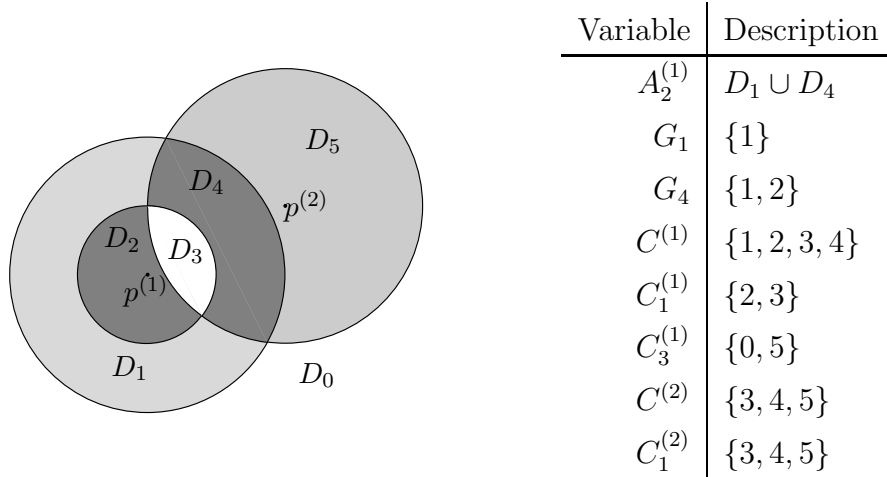 D₅
D₄
p⁽²⁾
D₂
D₃
p⁽¹⁾
D₁
D₀
Variable Description
A₂⁽¹⁾ D₁ ∪ D₄
G₁ {1}
G₄ {1, 2}
C⁽¹⁾ {1, 2, 3, 4}
C₁⁽¹⁾ {2, 3}
C₃⁽¹⁾ {0, 5}
C⁽²⁾ {3, 4, 5}
C₁⁽²⁾ {3, 4, 5}